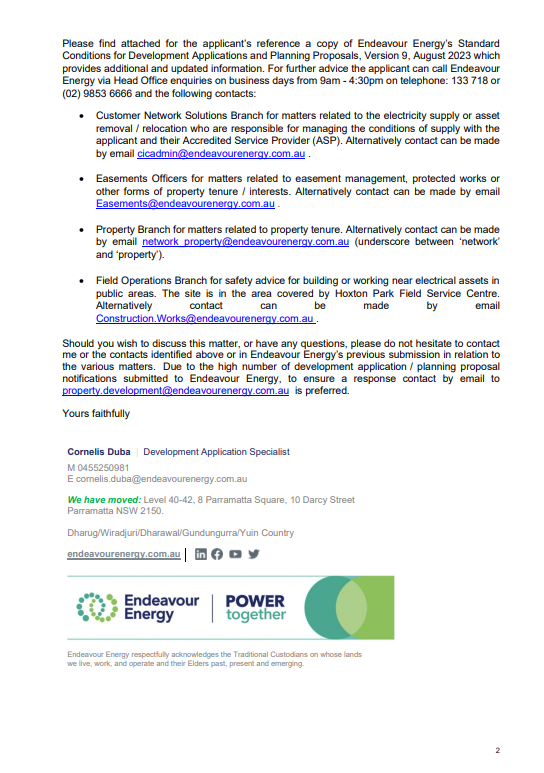 Please find attached for the applicant's reference a copy of Endeavour Energy's Standard
Conditions for Development Applications and Planning Proposals, Version 9, August 2023 which
provides additional and updated information. For further advice the applicant can call Endeavour
Energy via Head Office enquiries on business days from 9am - 4:30pm on telephone: 133 718 or
(02) 9853 6666 and the following contacts:
• Customer Network Solutions Branch for matters related to the electricity supply or asset
removal / relocation who are responsible for managing the conditions of supply with the
applicant and their Accredited Service Provider (ASP). Alternatively contact can be made
by email cicadmin@endeavourenergy.com.au .
• Easements Officers for matters related to easement management, protected works or
other forms of property tenure / interests. Alternatively contact can be made by email
Easements@endeavourenergy.com.au .
• Property Branch for matters related to property tenure. Alternatively contact can be made
by email network_property@endeavourenergy.com.au (underscore between 'network'
and 'property').
• Field Operations Branch for safety advice for building or working near electrical assets in
public areas. The site is in the area covered by Hoxton Park Field Service Centre.
Alternatively contact can be made by email
Construction.Works@endeavourenergy.com.au .
Should you wish to discuss this matter, or have any questions, please do not hesitate to contact
me or the contacts identified above or in Endeavour Energy's previous submission in relation to
the various matters. Due to the high number of development application / planning proposal
notifications submitted to Endeavour Energy, to ensure a response contact by email to
property.development@endeavourenergy.com.au is preferred.
Yours faithfully
Cornelis Duba | Development Application Specialist
M 0455250981
E cornelis.duba@endeavourenergy.com.au
We have moved: Level 40-42, 8 Parramatta Square, 10 Darcy Street
Parramatta NSW 2150.
Dharug/Wiradjuri/Dharawal/Gundungurra/Yuin Country
endeavourenergy.com.au |
Endeavour Energy | POWER together
Endeavour Energy respectfully acknowledges the Traditional Custodians on whose lands
we live, work, and operate and their Elders past, present and emerging.
2